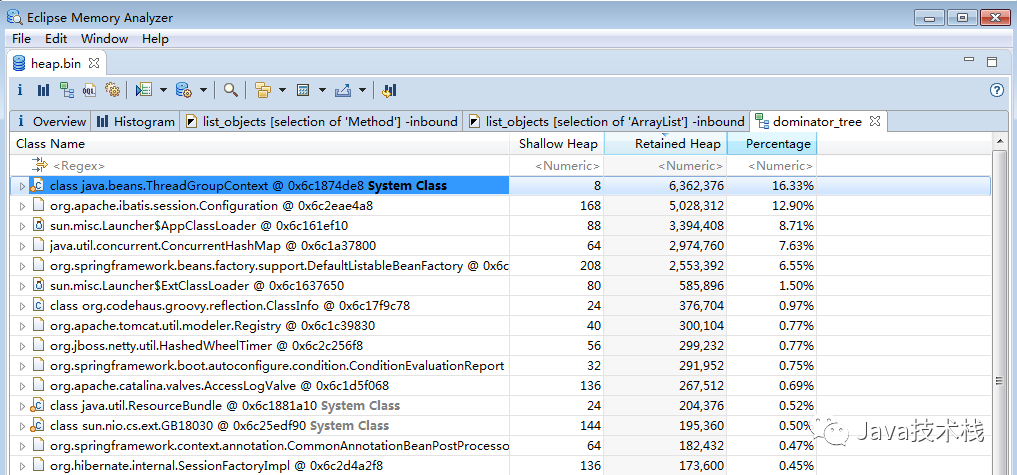 Eclipse Memory Analyzer
File Edit Window Help
heap.bin
i OQL
i Overview Histogram list_objects [selection of 'Method'] -inbound list_objects [selection of 'ArrayList'] -inbound dominator_tree
Class Name Shallow Heap Retained Heap Percentage
<Regex> <Numeric> <Numeric> <Numeric>
class java.beans.ThreadGroupContext @ 0x6c1874de8 System Class 8 6,362,376 16.33%
org.apache.ibatis.session.Configuration @ 0x6c2eae4a8 168 5,028,312 12.90%
sun.misc.Launcher$AppClassLoader @ 0x6c161ef10 88 3,394,408 8.71%
java.util.concurrent.ConcurrentHashMap @ 0x6c1a37800 64 2,974,760 7.63%
org.springframework.beans.factory.support.DefaultListableBeanFactory @ 0x6c 208 2,553,392 6.55%
sun.misc.Launcher$ExtClassLoader @ 0x6c1637650 80 585,896 1.50%
class org.codehaus.groovy.reflection.ClassInfo @ 0x6c17f9c78 24 376,704 0.97%
org.apache.tomcat.util.modeler.Registry @ 0x6c1c39830 40 300,104 0.77%
org.jboss.netty.util.HashedWheelTimer @ 0x6c2c256f8 56 299,232 0.77%
org.springframework.boot.autoconfigure.condition.ConditionEvaluationReport 32 291,952 0.75%
org.apache.catalina.valves.AccessLogValve @ 0x6c1d5f068 136 267,512 0.69%
class java.util.ResourceBundle @ 0x6c1881a10 System Class 24 204,376 0.52%
class sun.nio.cs.ext.GB18030 @ 0x6c25edf90 System Class 144 195,360 0.50%
org.springframework.context.annotation.CommonAnnotationBeanPostProcesso 64 182,432 0.47%
org.hibernate.internal.SessionFactoryImpl @ 0x6c2d4a2f8 136 173,600 0.45%
Java技术栈